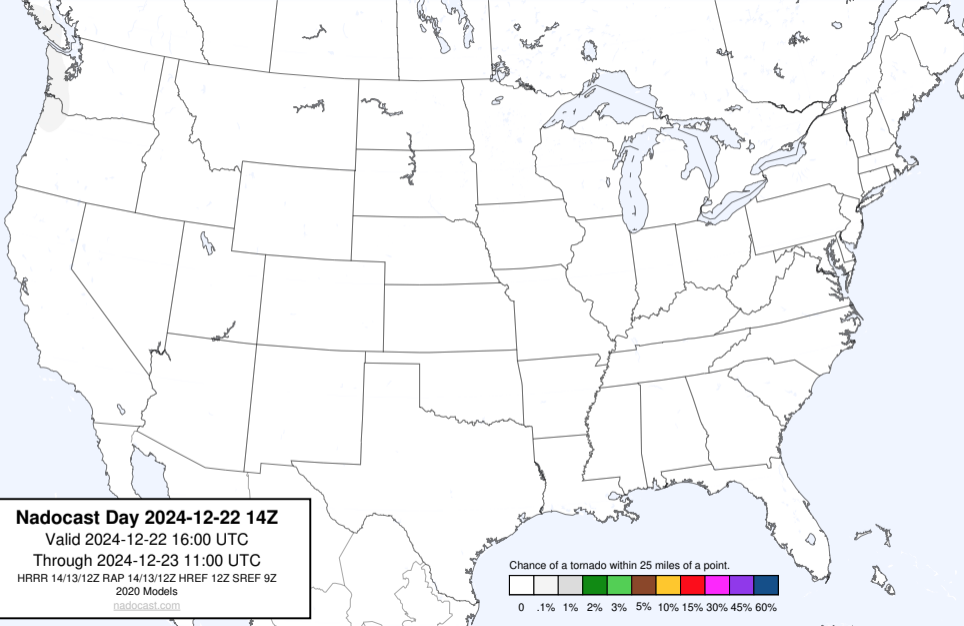 Nadocast Day 2024-12-22 14Z
Valid 2024-12-22 16:00 UTC
Through 2024-12-23 11:00 UTC
HRRR 14/13/12Z RAP 14/13/12Z HREF 12Z SREF 9Z
2020 Models
nadocast.com
Chance of a tornado within 25 miles of a point.
0 .1% 1% 2% 3% 5% 10% 15% 30% 45% 60%